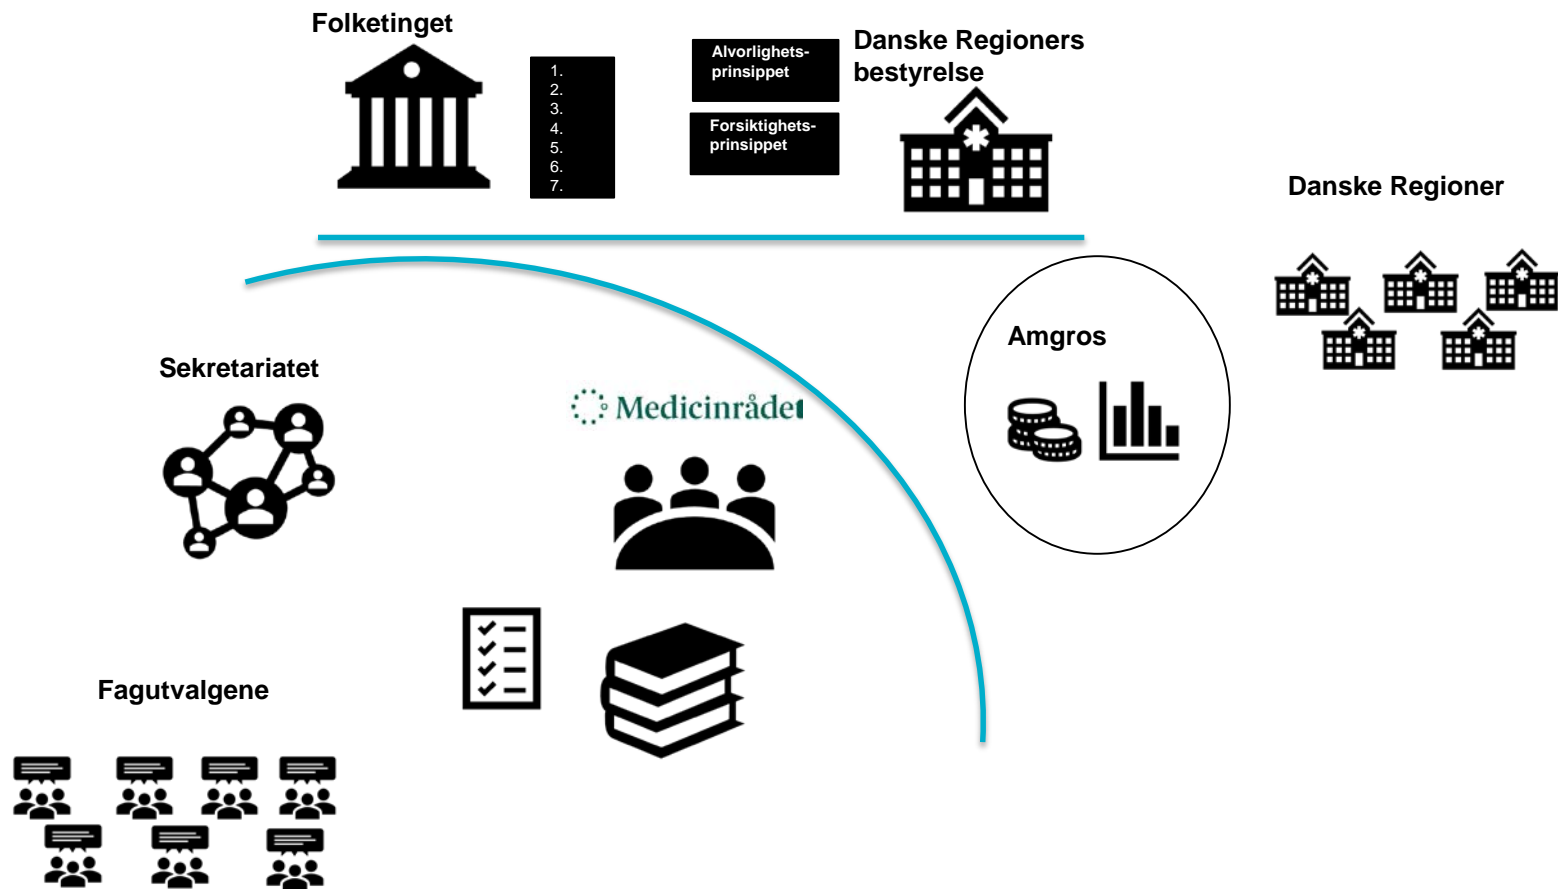 Folketinget
1.
2.
3.
4.
5.
6.
7.
Alvorlighets-
prinsippet
Forsiktighets-
prinsippet
Danske Regioners
bestyrelse
Danske Regioner
Amgros
Sekretariatet
Medicinrådet
Fagutvalgene